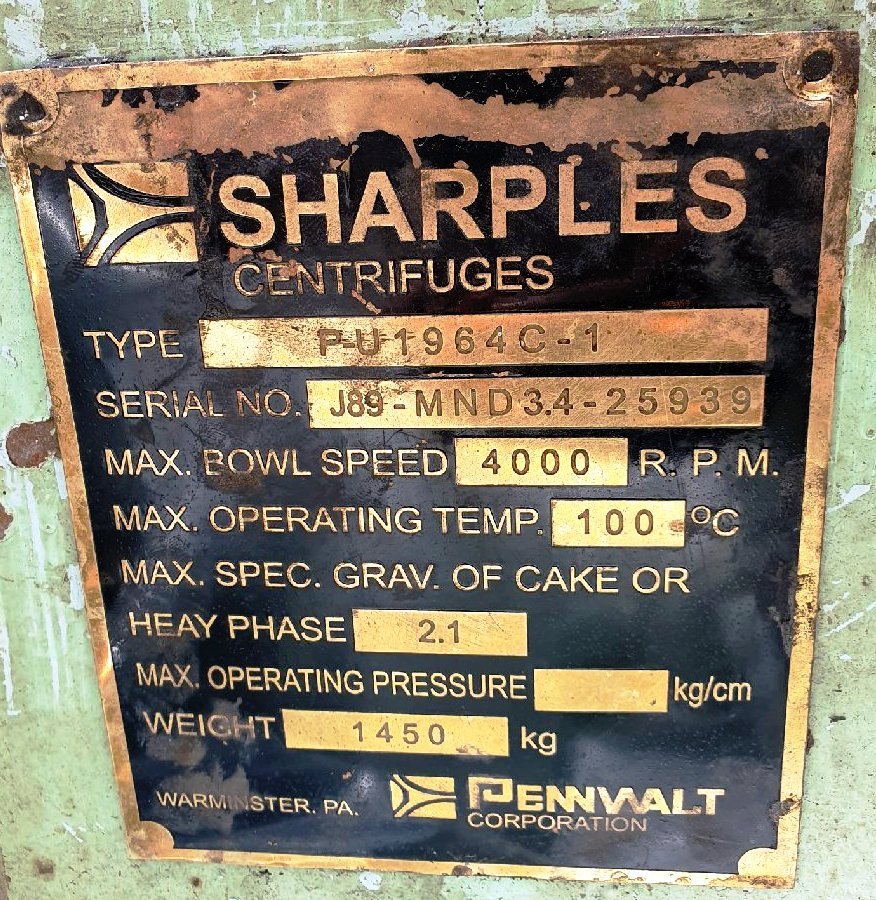 SHARPLES
CENTRIFUGES
TYPE P-U1964C-1
SERIAL NO. J89-MND3.4-25939
MAX. BOWL SPEED 4000 R. P. M.
MAX. OPERATING TEMP. 100 ºC
MAX. SPEC. GRAV. OF CAKE OR
HEAY PHASE 2.1
MAX. OPERATING PRESSURE kg/cm
WEIGHT 1450 kg
WARMINSTER, PA. PENNWALT
CORPORATION